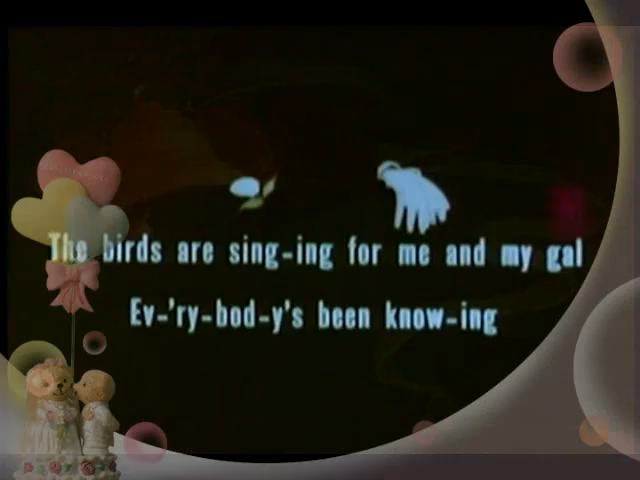 The birds are sing-ing for me and my gal
Ev-'ry-bod-y's been know-ing